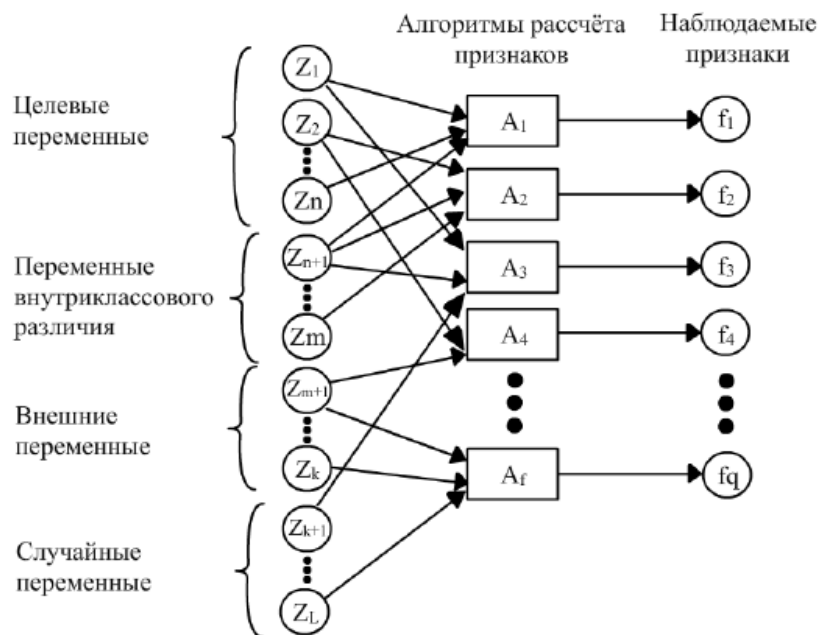 Алгоритмы рассчёта
признаков
Наблюдаемые
признаки
Целевые
переменные
Z1
Z2
Zn
Переменные
внутриклассового
различия
Zn+1
Zm
Внешние
переменные
Zm+1
Zk
Случайные
переменные
Zk+1
ZL
A1
A2
A3
A4
Af
f1
f2
f3
f4
fq